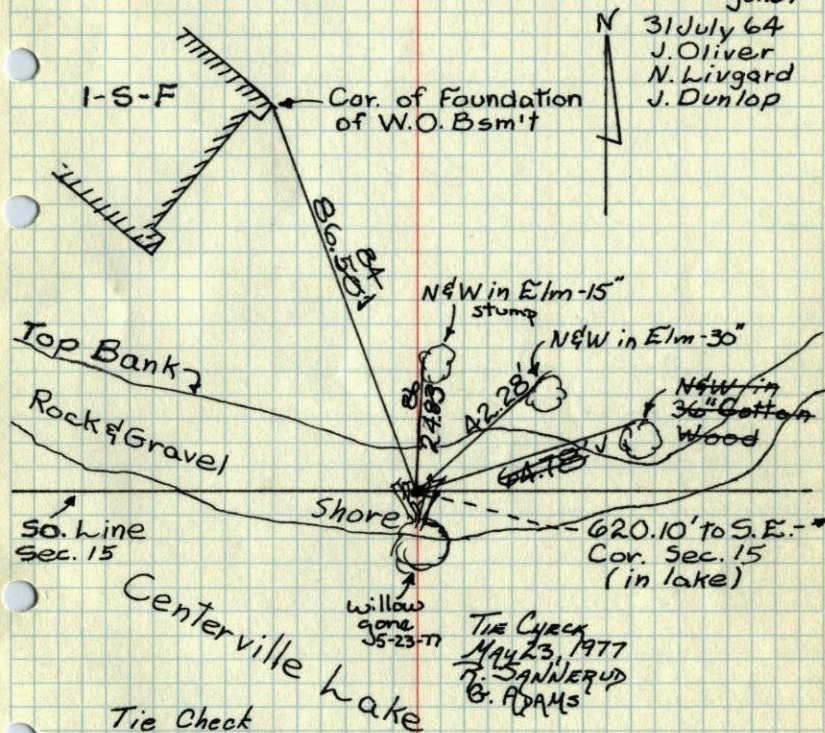 31 July 64
J. Oliver
N. Livgard
J. Dunlop
N
1-S-F
Cor. of Foundation
of W.O. Bsm't
84
86.50'
N&W in Elm-15"
stump
N&W in Elm-30"
N&W in
36" Cotton
Wood
Top Bank
Rock & Gravel
86
24.83
42.28'
64.78
Shore
So. Line
Sec. 15
620.10' to S.E.
Cor. Sec. 15
(in lake)
Willow
gone
5-23-77
Centerville Lake
TIE CHECK
MAY 23, 1977
R. SANNERUD
G. ADAMS
Tie Check